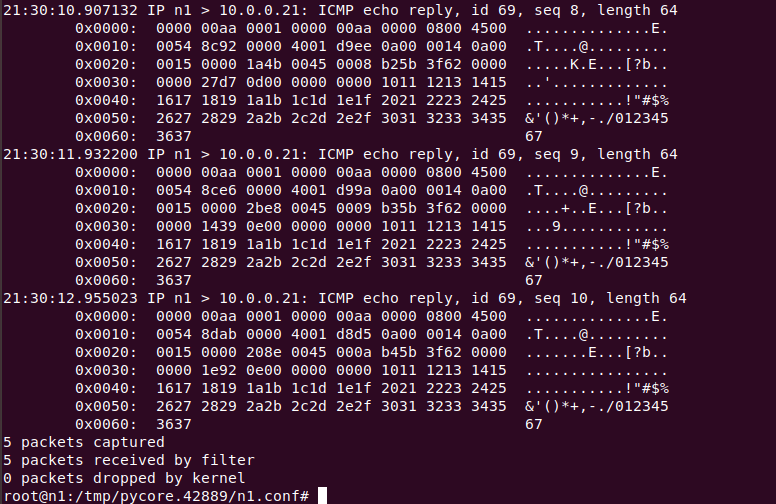 21:30:10.907132 IP n1 > 10.0.0.21: ICMP echo reply, id 69, seq 8, length 64
        0x0000:  0000 00aa 0001 0000 00aa 0000 0800 4500  ..............E.
        0x0010:  0054 8c92 0000 4001 d9ee 0a00 0014 0a00  .T....@.........
        0x0020:  0015 0000 1a4b 0045 0008 b25b 3f62 0000  .....K.E...[?b..
        0x0030:  0000 27d7 0d00 0000 0000 1011 1213 1415  ..'.............
        0x0040:  1617 1819 1a1b 1c1d 1e1f 2021 2223 2425  ...........!"#$%
        0x0050:  2627 2829 2a2b 2c2d 2e2f 3031 3233 3435  &'()*+,-./012345
        0x0060:  3637                                     67
21:30:11.932200 IP n1 > 10.0.0.21: ICMP echo reply, id 69, seq 9, length 64
        0x0000:  0000 00aa 0001 0000 00aa 0000 0800 4500  ..............E.
        0x0010:  0054 8ce6 0000 4001 d99a 0a00 0014 0a00  .T....@.........
        0x0020:  0015 0000 2be8 0045 0009 b35b 3f62 0000  ....+..E...[?b..
        0x0030:  0000 1439 0e00 0000 0000 1011 1213 1415  ...9............
        0x0040:  1617 1819 1a1b 1c1d 1e1f 2021 2223 2425  ...........!"#$%
        0x0050:  2627 2829 2a2b 2c2d 2e2f 3031 3233 3435  &'()*+,-./012345
        0x0060:  3637                                     67
21:30:12.955023 IP n1 > 10.0.0.21: ICMP echo reply, id 69, seq 10, length 64
        0x0000:  0000 00aa 0001 0000 00aa 0000 0800 4500  ..............E.
        0x0010:  0054 8dab 0000 4001 d8d5 0a00 0014 0a00  .T....@.........
        0x0020:  0015 0000 208e 0045 000a b45b 3f62 0000  .......E...[?b..
        0x0030:  0000 1e92 0e00 0000 0000 1011 1213 1415  ................
        0x0040:  1617 1819 1a1b 1c1d 1e1f 2021 2223 2425  ...........!"#$%
        0x0050:  2627 2829 2a2b 2c2d 2e2f 3031 3233 3435  &'()*+,-./012345
        0x0060:  3637                                     67
5 packets captured
5 packets received by filter
0 packets dropped by kernel
root@n1:/tmp/pycore.42889/n1.conf#